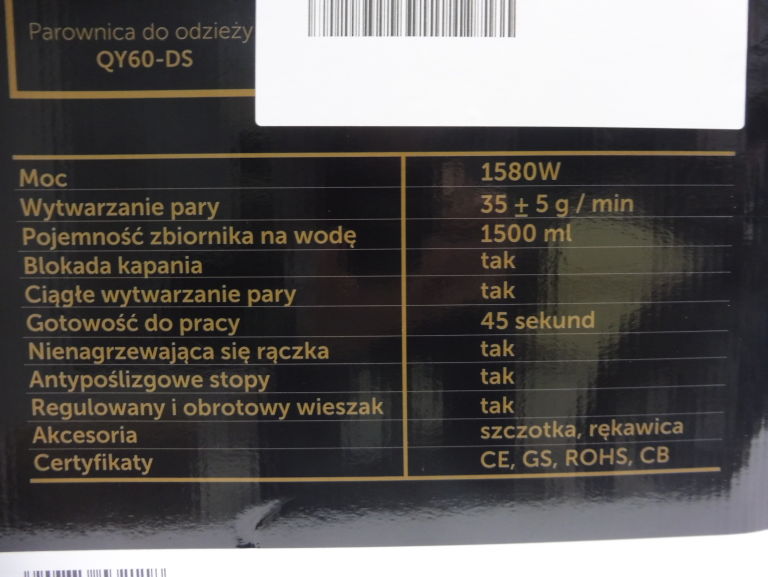 Parownica do odzieży
QY60-DS
Moc 1580W
Wytwarzanie pary 35 ± 5 g / min
Pojemność zbiornika na wodę 1500 ml
Blokada kapania tak
Ciągłe wytwarzanie pary tak
Gotowość do pracy 45 sekund
Nienagrzewająca się rączka tak
Antypoślizgowe stopy tak
Regulowany i obrotowy wieszak tak
Akcesoria szczotka, rękawica
Certyfikaty CE, GS, ROHS, CB